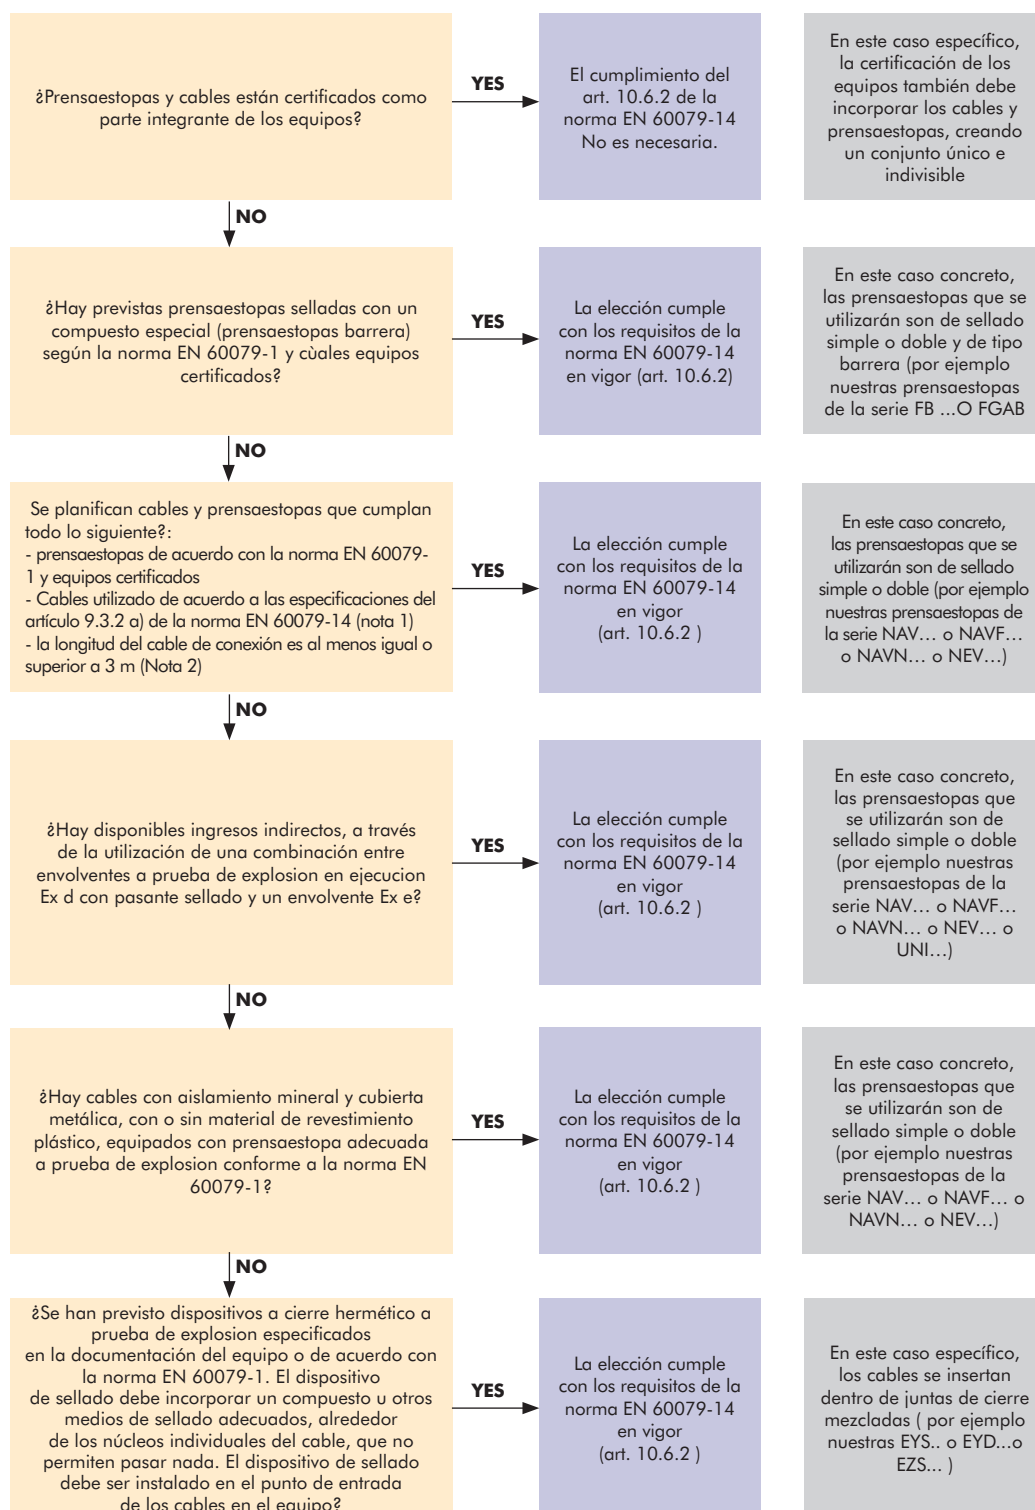 ¿Prensaestopas y cables están certificados como
parte integrante de los equipos?
YES
El cumplimiento del
art. 10.6.2 de la
norma EN 60079-14
No es necesaria.
En este caso específico,
la certificación de los
equipos también debe
incorporar los cables y
prensaestopas, creando
un conjunto único e
indivisible
NO
¿Hay previstas prensaestopas selladas con un
compuesto especial (prensaestopas barrera)
según la norma EN 60079-1 y cùales equipos
certificados?
YES
La elección cumple
con los requisitos de la
norma EN 60079-14
en vigor (art. 10.6.2)
En este caso concreto,
las prensaestopas que se
utilizarán son de sellado
simple o doble y de tipo
barrera (por ejemplo
nuestras prensaestopas
de la serie FB ...O FGAB
NO
Se planifican cables y prensaestopas que cumplan
todo lo siguiente?:
- prensaestopas de acuerdo con la norma EN 60079-
1 y equipos certificados
- Cables utilizado de acuerdo a las especificaciones del
artículo 9.3.2 a) de la norma EN 60079-14 (nota 1)
- la longitud del cable de conexión es al menos igual o
superior a 3 m (Nota 2)
YES
La elección cumple
con los requisitos de la
norma EN 60079-14
en vigor
(art. 10.6.2 )
En este caso concreto,
las prensaestopas que se
utilizarán son de sellado
simple o doble (por ejemplo
nuestras prensaestopas de
la serie NAV... o NAVF...
o NAVN... o NEV...)
NO
¿Hay disponibles ingresos indirectos, a través
de la utilización de una combinación entre
envolventes a prueba de explosion en ejecucion
Ex d con pasante sellado y un envolvente Ex e?
YES
La elección cumple
con los requisitos de la
norma EN 60079-14
en vigor
(art. 10.6.2 )
En este caso concreto,
las prensaestopas que
se utilizarán son de
sellado simple o doble
(por ejemplo nuestras
prensaestopas de la
serie NAV... o NAVF...
o NAVN... o NEV... o
UNI...)
NO
¿Hay cables con aislamiento mineral y cubierta
metálica, con o sin material de revestimiento
plástico, equipados con prensaestopa adecuada
a prueba de explosion conforme a la norma EN
60079-1?
YES
La elección cumple
con los requisitos de la
norma EN 60079-14
en vigor
(art. 10.6.2 )
En este caso concreto,
las prensaestopas que
se utilizarán son de
sellado simple o doble
(por ejemplo nuestras
prensaestopas de la
serie NAV... o NAVF... o
NAVN... o NEV...)
NO
¿Se han previsto dispositivos a cierre hermético a
prueba de explosion especificados
en la documentación del equipo o de acuerdo con
la norma EN 60079-1. El dispositivo
de sellado debe incorporar un compuesto u otros
medios de sellado adecuados, alrededor
de los núcleos individuales del cable, que no
permiten pasar nada. El dispositivo de sellado
debe ser instalado en el punto de entrada
de los cables en el equipo?
YES
La elección cumple
con los requisitos de la
norma EN 60079-14
en vigor
(art. 10.6.2 )
En este caso específico,
los cables se insertan
dentro de juntas de cierre
mezcladas ( por ejemplo
nuestras EYS.. o EYD...o
EZS... )